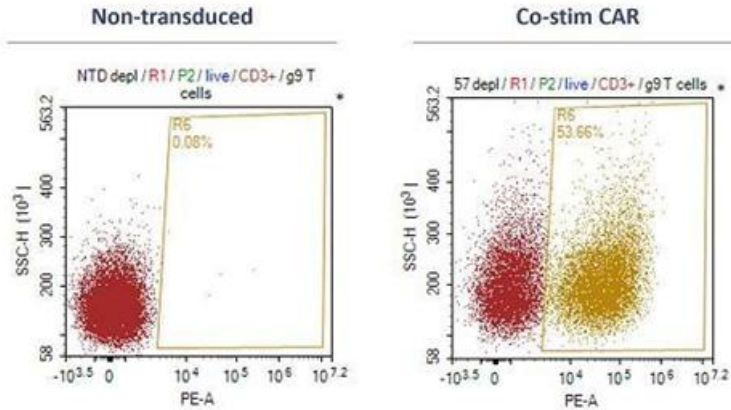 Non-transduced
Co-stim CAR
NTD depl / R1 / P2 / live / CD3+ / g9 T
cells
*
R6
0.08%
563.2
400
300
200
58
SSC-H (10³)
-10^3.5 0 10^4 10^5 10^6 10^7.2
PE-A
57 depl / R1 / P2 / live / CD3+ / g9 T cells *
R6
53.66%
563.2
400
300
200
58
SSC-H (10³)
-10^3.5 0 10^4 10^5 10^6 10^7.2
PE-A